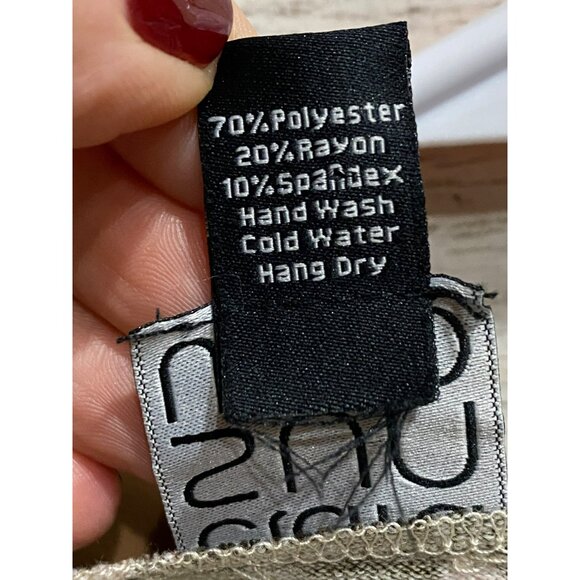 70%Polyester
20%Rayon
10%Spandex
Hand Wash
Cold Water
Hang Dry